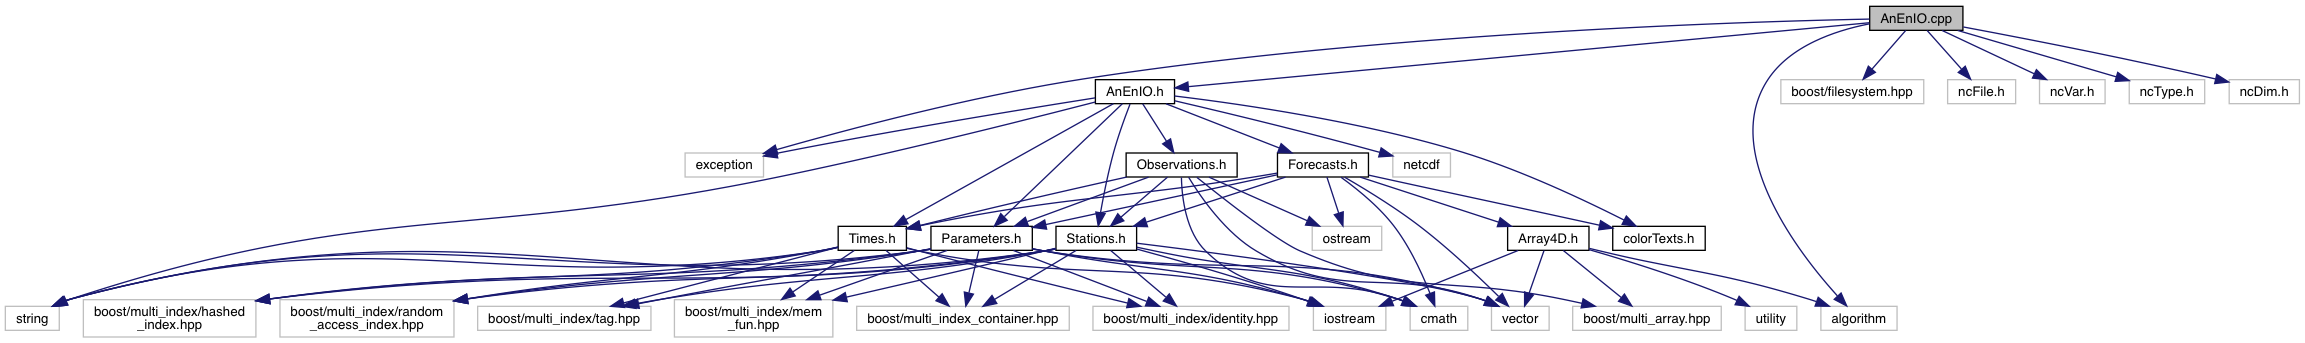 AnEnIO.cpp
AnEnIO.h
boost/filesystem.hpp
ncFile.h
ncVar.h
ncType.h
ncDim.h
exception
Observations.h
Forecasts.h
netcdf
Times.h
Parameters.h
Stations.h
ostream
Array4D.h
colorTexts.h
string
boost/multi_index/hashed
_index.hpp
boost/multi_index/random
_access_index.hpp
boost/multi_index/tag.hpp
boost/multi_index/mem
_fun.hpp
boost/multi_index_container.hpp
boost/multi_index/identity.hpp
iostream
cmath
vector
boost/multi_array.hpp
utility
algorithm